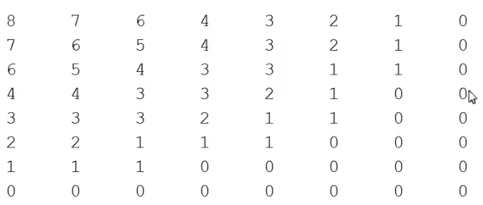 8 7 6 4 3 2 1 0
7 6 5 4 3 2 1 0
6 5 4 3 3 1 1 0
4 4 3 3 2 1 0 0
3 3 3 2 1 1 0 0
2 2 1 1 1 0 0 0
1 1 1 0 0 0 0 0
0 0 0 0 0 0 0 0